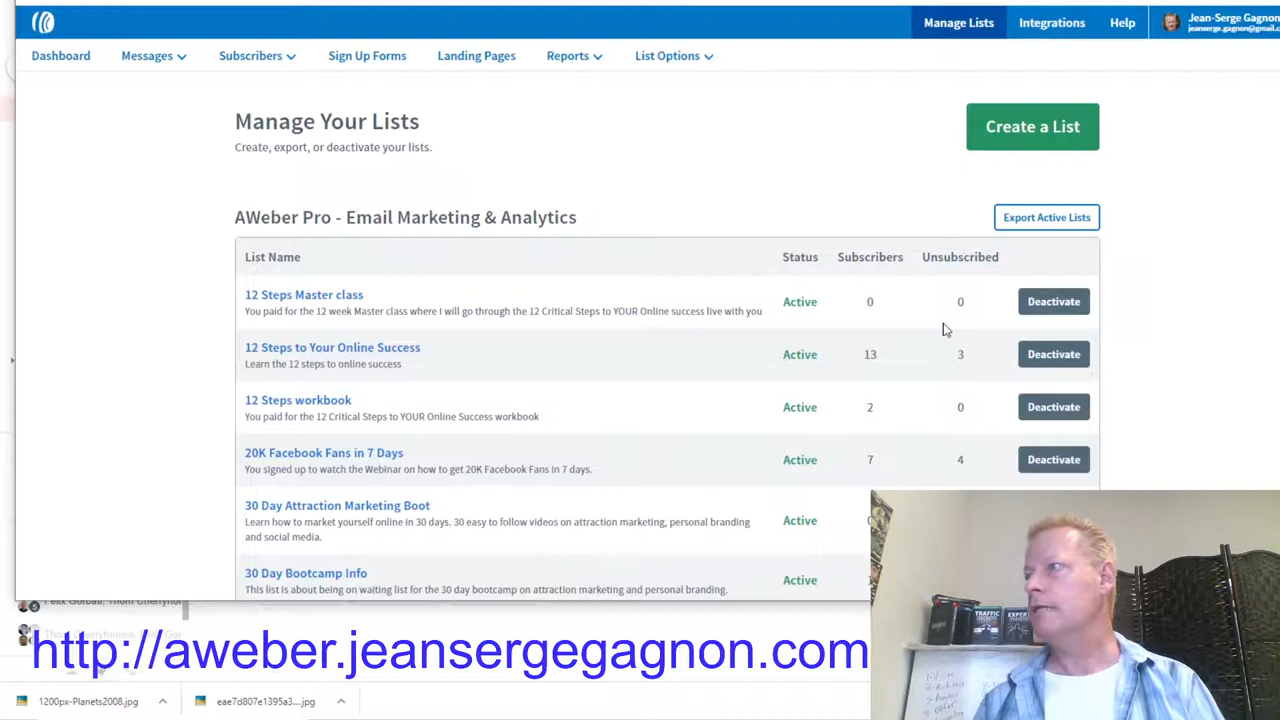 Manage Lists
Integrations
Help
Jean-Serge Gagnon
jeanserge.gagnon@gmail.c
Dashboard
Messages
Subscribers
Sign Up Forms
Landing Pages
Reports
List Options
Manage Your Lists
Create, export, or deactivate your lists.
Create a List
AWeber Pro - Email Marketing & Analytics
Export Active Lists
List Name Status Subscribers Unsubscribed
12 Steps Master class
You paid for the 12 week Master class where I will go through the 12 Critical Steps to YOUR Online success live with you
Active 0 0 Deactivate
12 Steps to Your Online Success
Learn the 12 steps to online success
Active 13 3 Deactivate
12 Steps workbook
You paid for the 12 Critical Steps to YOUR Online Success workbook
Active 2 0 Deactivate
20K Facebook Fans in 7 Days
You signed up to watch the Webinar on how to get 20K Facebook Fans in 7 days.
Active 7 4 Deactivate
30 Day Attraction Marketing Boot
Learn how to market yourself online in 30 days. 30 easy to follow videos on attraction marketing, personal branding
and social media.
Active
30 Day Bootcamp Info
This list is about being on waiting list for the 30 day bootcamp on attraction marketing and personal branding.
Active
http://aweber.jeansergegagnon.com
TRAFFIC
SECRETS
EXPERT
SECRETS
1200px-Planets2008.jpg
eae7d807e1395a3....jpg